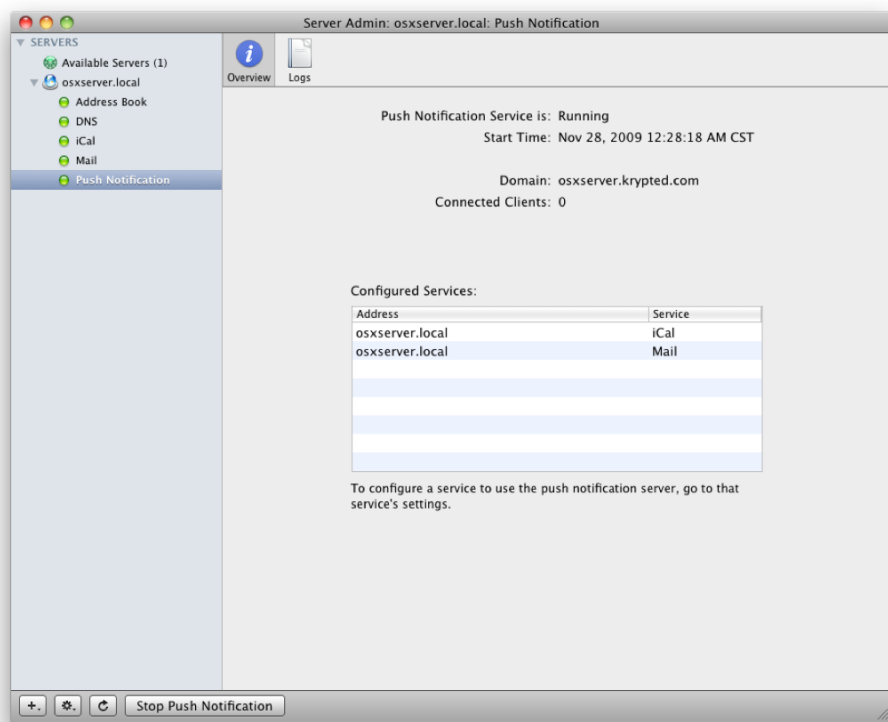 Server Admin: osxserver.local: Push Notification
SERVERS
Available Servers (1)
osxserver.local
Address Book
DNS
iCal
Mail
Push Notification
Overview
Logs
Push Notification Service is: Running
Start Time: Nov 28, 2009 12:28:18 AM CST
Domain: osxserver.krypted.com
Connected Clients: 0
Configured Services:
Address Service
osxserver.local iCal
osxserver.local Mail
To configure a service to use the push notification server, go to that
service's settings.
Stop Push Notification